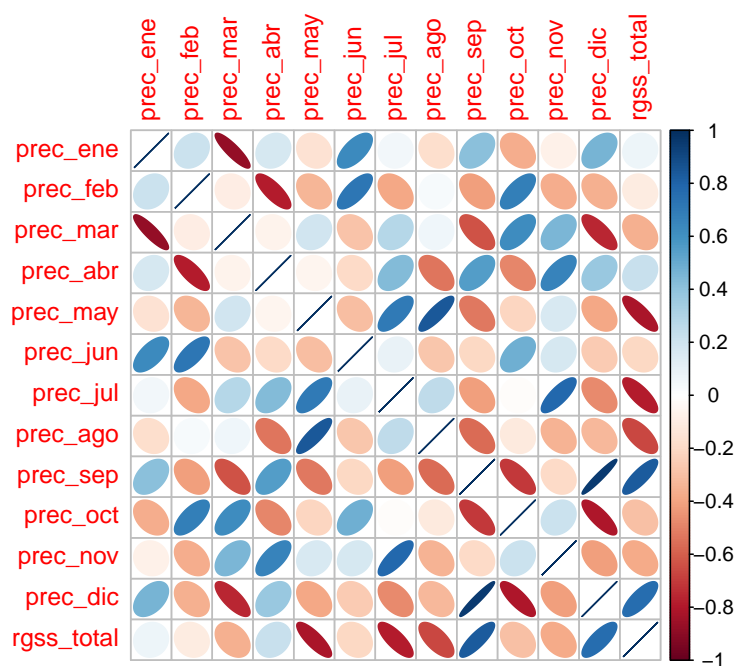 prec_ene
prec_feb
prec_mar
prec_abr
prec_may
prec_jun
prec_jul
prec_ago
prec_sep
prec_oct
prec_nov
prec_dic
rgss_total
prec_ene
prec_feb
prec_mar
prec_abr
prec_may
prec_jun
prec_jul
prec_ago
prec_sep
prec_oct
prec_nov
prec_dic
rgss_total
1
0.8
0.6
0.4
0.2
0
−0.2
−0.4
−0.6
−0.8
−1